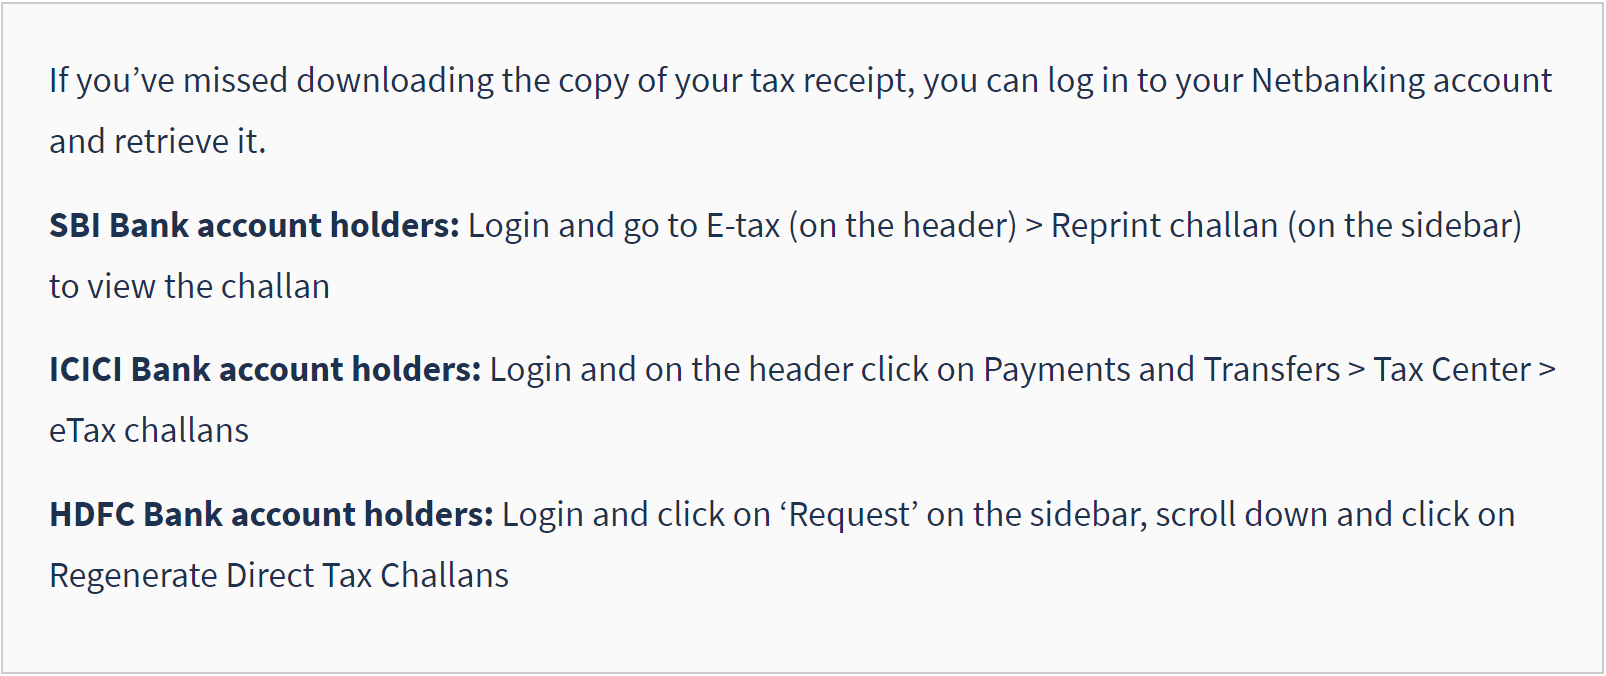 If you’ve missed downloading the copy of your tax receipt, you can log in to your Netbanking account
and retrieve it.
SBI Bank account holders: Login and go to E-tax (on the header) > Reprint challan (on the sidebar)
to view the challan
ICICI Bank account holders: Login and on the header click on Payments and Transfers > Tax Center >
eTax challans
HDFC Bank account holders: Login and click on ‘Request’ on the sidebar, scroll down and click on
Regenerate Direct Tax Challans